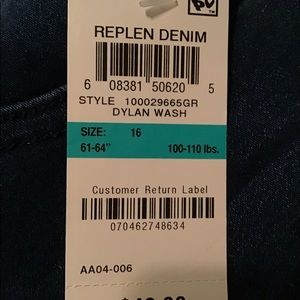 REPLEN DENIM
6 08381 50620 5
STYLE 100029665GR
DYLAN WASH
SIZE: 16
61-64" 100-110 lbs.
Customer Return Label
070462748634
AA04-006